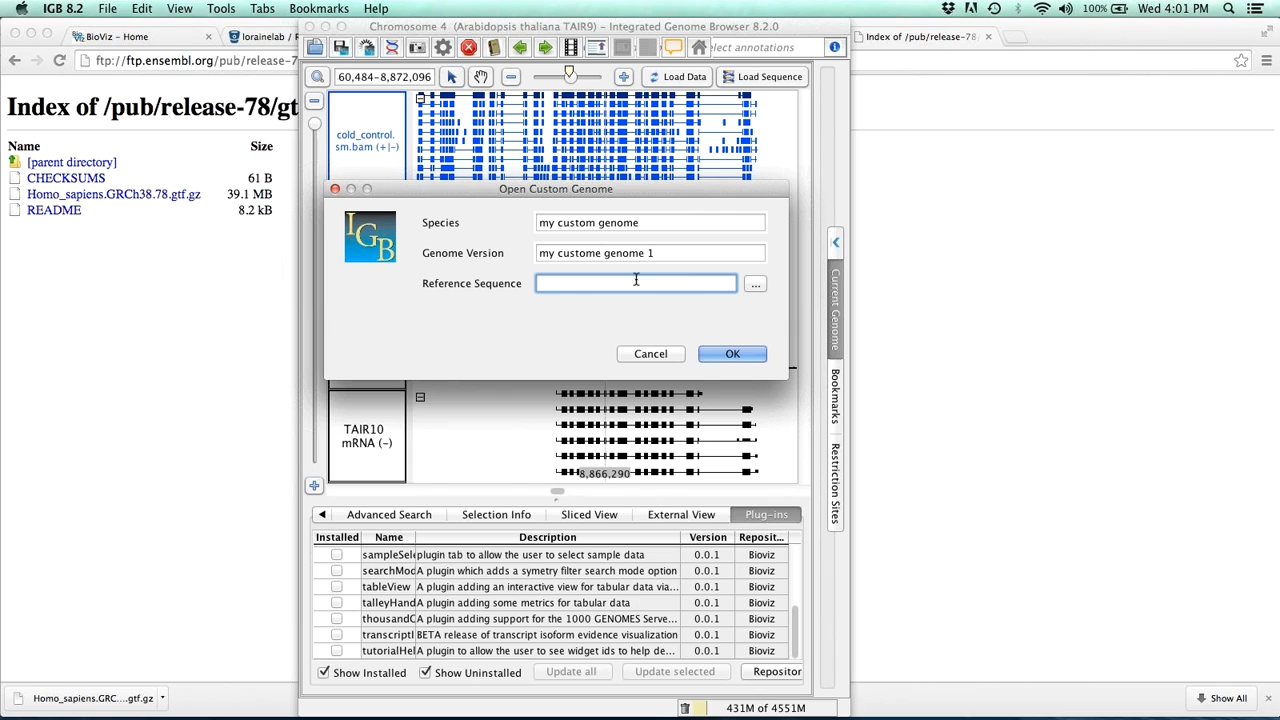 IGB 8.2 File Edit View Tools Tabs Bookmarks Help 100% Wed 4:01 PM
BioViz - Home
lorainelab /
Index of /pub/release-78/
ftp://ftp.ensembl.org/pub/release-7
Index of /pub/release-78/gt
Name Size
[parent directory]
CHECKSUMS 61 B
Homo_sapiens.GRCh38.78.gtf.gz 39.1 MB
README 8.2 kB
Chromosome 4 (Arabidopsis thaliana TAIR9) - Integrated Genome Browser 8.2.0
elect annotations
60,484-8,872,096 Load Data Load Sequence
cold_control.
sm.bam (+|-)
Open Custom Genome
IGB
Species my custom genome
Genome Version my custome genome 1
Reference Sequence ...
Cancel OK
TAIR10
mRNA (-)
8,866,290
Current Genome
Bookmarks
Restriction Sites
Advanced Search Selection Info Sliced View External View Plug-ins
Installed Name Description Version Reposit...
sampleSel plugin tab to allow the user to select sample data 0.0.1 Bioviz
searchMod A plugin which adds a symetry filter search mode option 0.0.1 Bioviz
tableView A plugin adding an interactive view for tabular data via... 0.0.1 Bioviz
talleyHand A plugin adding some metrics for tabular data 0.0.1 Bioviz
thousandG A plugin adding support for the 1000 GENOMES Serve... 0.0.1 Bioviz
transcriptI BETA release of transcript isoform evidence visualization 0.0.1 Bioviz
tutorialHel A plugin to allow the user to see widget ids to help de... 0.0.1 Bioviz
Show Installed Show Uninstalled Update all Update selected Repositor
431M of 4551M
Homo_sapiens.GRC....gtf.gz
Show All